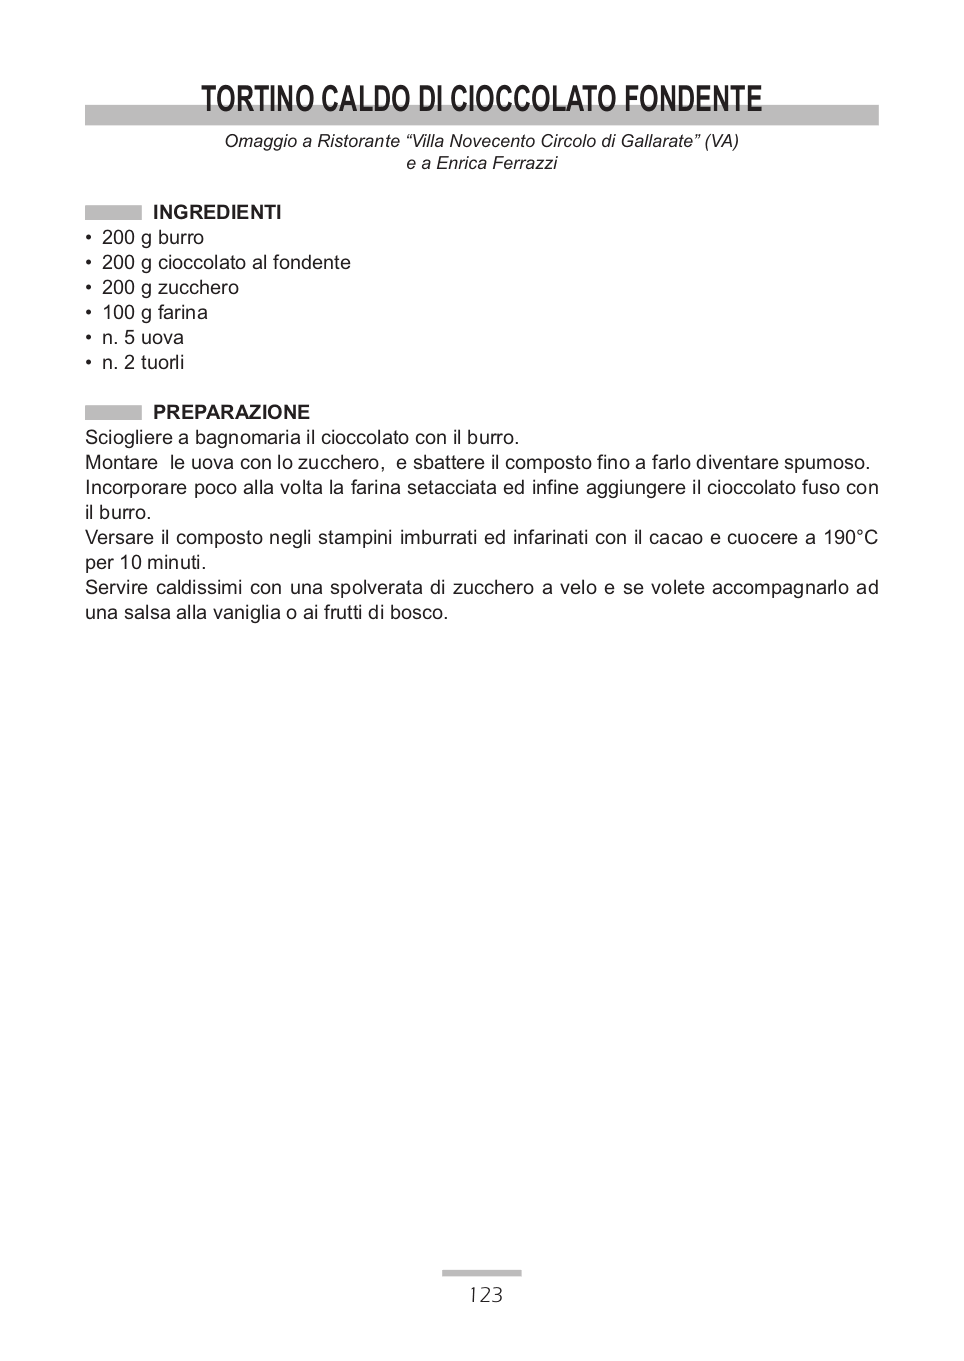 TORTINO CALDO DI CIOCCOLATO FONDENTE
Omaggio a Ristorante “Villa Novecento Circolo di Gallarate” (VA)
e a Enrica Ferrazzi
INGREDIENTI
• 200 g burro
• 200 g cioccolato al fondente
• 200 g zucchero
• 100 g farina
• n. 5 uova
• n. 2 tuorli
PREPARAZIONE
Sciogliere a bagnomaria il cioccolato con il burro.
Montare  le uova con lo zucchero,  e sbattere il composto fino a farlo diventare spumoso.
Incorporare poco alla volta la farina setacciata ed infine aggiungere il cioccolato fuso con
il burro.
Versare il composto negli stampini imburrati ed infarinati con il cacao e cuocere a 190°C
per 10 minuti.
Servire caldissimi con una spolverata di zucchero a velo e se volete accompagnarlo ad
una salsa alla vaniglia o ai frutti di bosco.
123